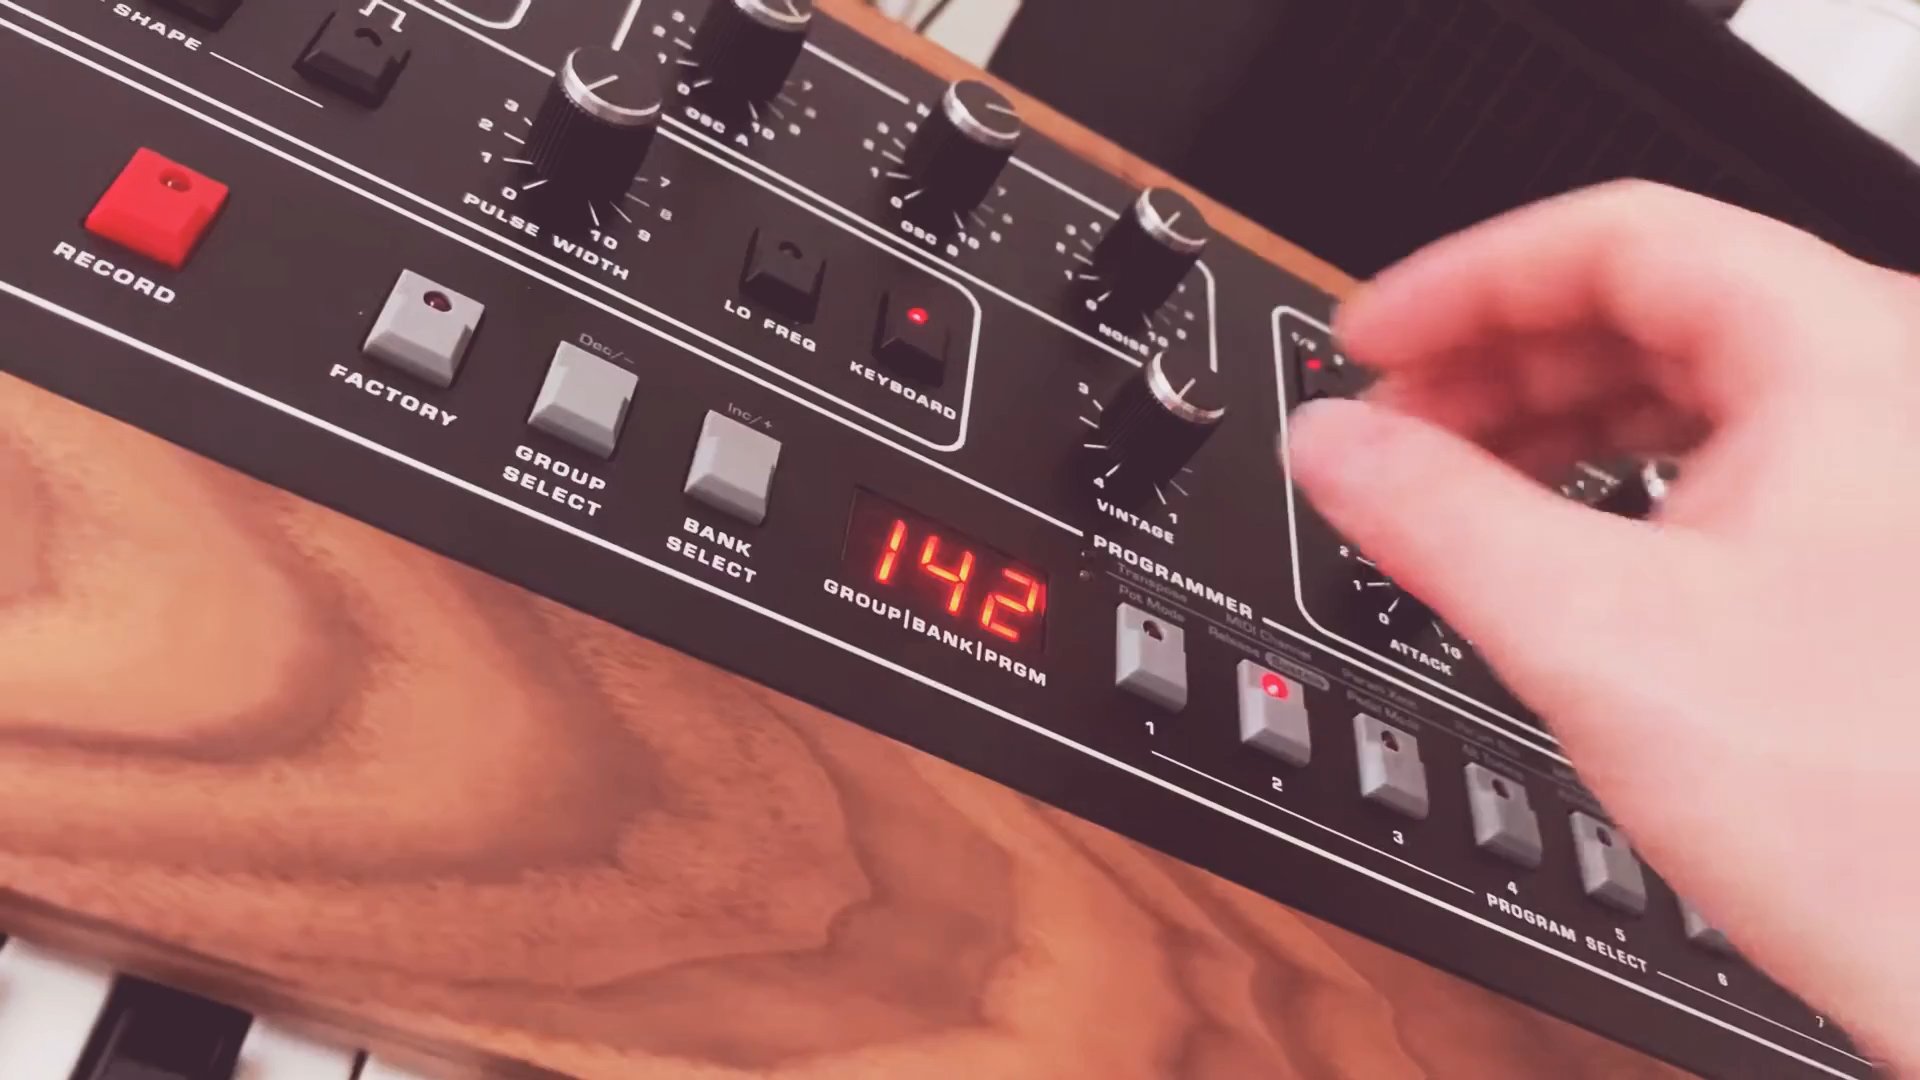 SHAPE
3
2
1
0
PULSE WIDTH
10
9
8
7
OSC A
10
OSC B
10
NOISE
10
LO FREQ
KEYBOARD
RECORD
FACTORY
Dec/−
GROUP
SELECT
Inc/+
BANK
SELECT
142
GROUP|BANK|PRGM
3
4
1
VINTAGE
PROGRAMMER
Transpose
Pot Mode
MIDI Channel
Release
2
1
0
10
ATTACK
1
2
3
4
5
6
7
PROGRAM SELECT